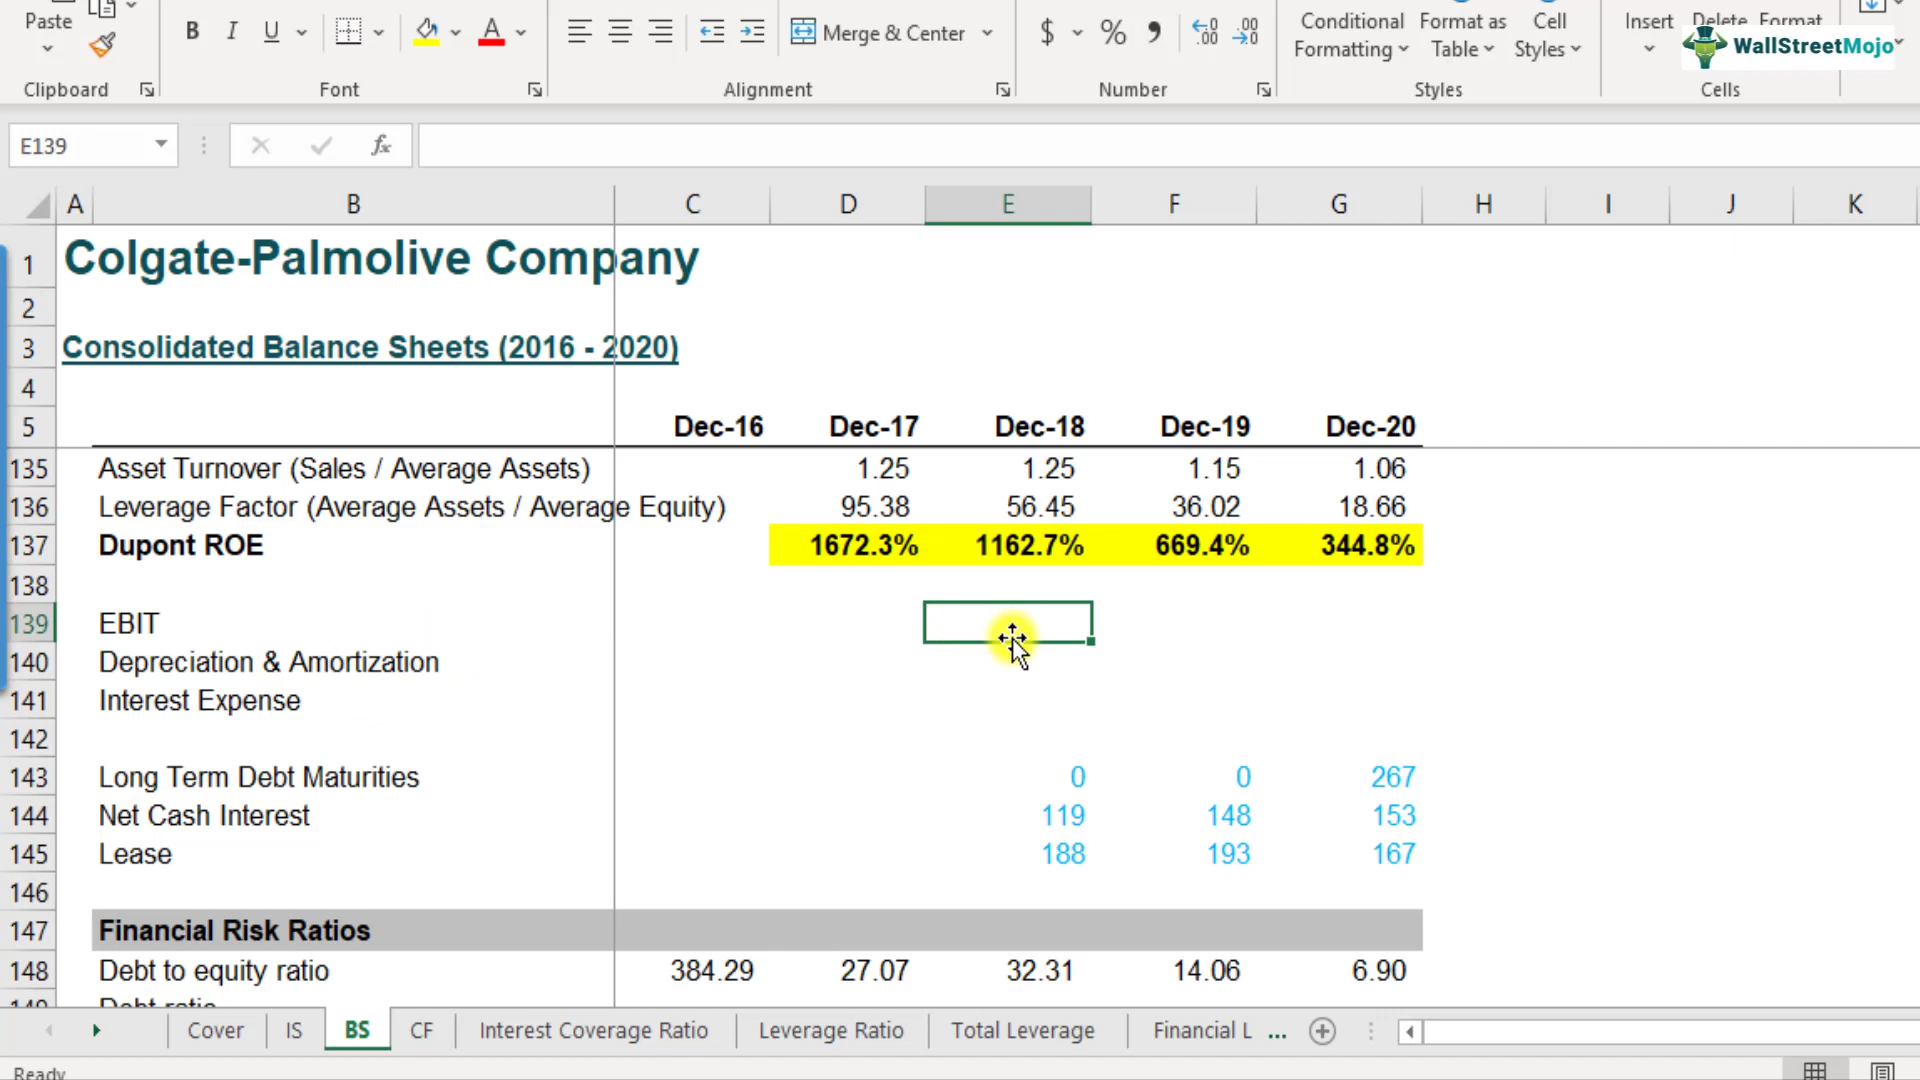 Paste
B I U A
Merge & Center
$ % 9
Conditional Formatting
Format as Table
Cell Styles
Insert Delete Format
WallStreetMojo
Clipboard Font Alignment Number Styles Cells
E139 fx
A B C D E F G H I J K
1 Colgate-Palmolive Company
2
3 Consolidated Balance Sheets (2016 - 2020)
4
5 Dec-16 Dec-17 Dec-18 Dec-19 Dec-20
135 Asset Turnover (Sales / Average Assets) 1.25 1.25 1.15 1.06
136 Leverage Factor (Average Assets / Average Equity) 95.38 56.45 36.02 18.66
137 Dupont ROE 1672.3% 1162.7% 669.4% 344.8%
138
139 EBIT
140 Depreciation & Amortization
141 Interest Expense
142
143 Long Term Debt Maturities 0 0 267
144 Net Cash Interest 119 148 153
145 Lease 188 193 167
146
147 Financial Risk Ratios
148 Debt to equity ratio 384.29 27.07 32.31 14.06 6.90
149 Debt ratio
Cover IS BS CF Interest Coverage Ratio Leverage Ratio Total Leverage Financial L ...
Ready